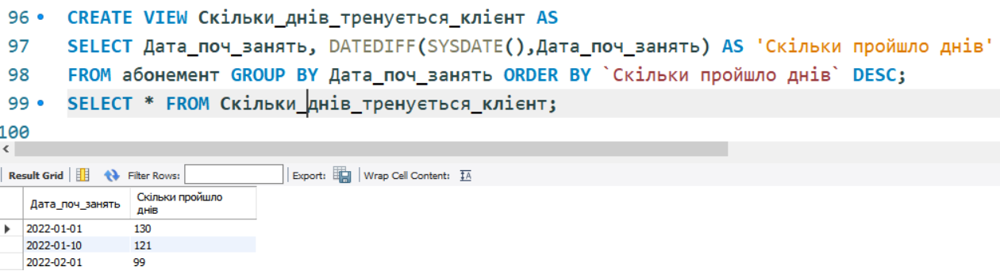 96 CREATE VIEW Скільки_днів_тренується_клієнт AS
97 SELECT Дата_поч_занять, DATEDIFF(SYSDATE(),Дата_поч_занять) AS 'Скільки пройшло днів'
98 FROM абонемент GROUP BY Дата_поч_занять ORDER BY `Скільки пройшло днів` DESC;
99 SELECT * FROM Скільки_днів_тренується_клієнт;
100
Result Grid Filter Rows: Export: Wrap Cell Content: IA
Дата_поч_занять Скільки пройшло
днів
2022-01-01 130
2022-01-10 121
2022-02-01 99